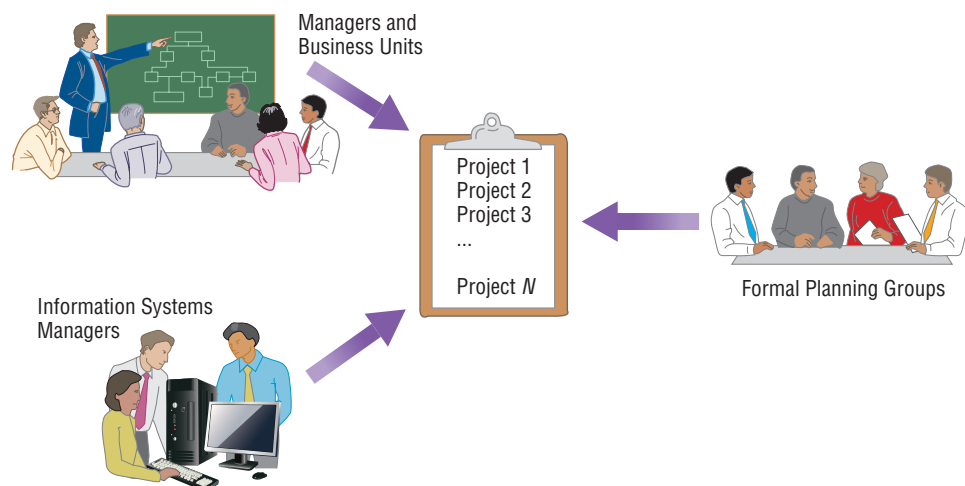 Managers and
Business Units
Project 1
Project 2
Project 3
...
Project N
Formal Planning Groups
Information Systems
Managers